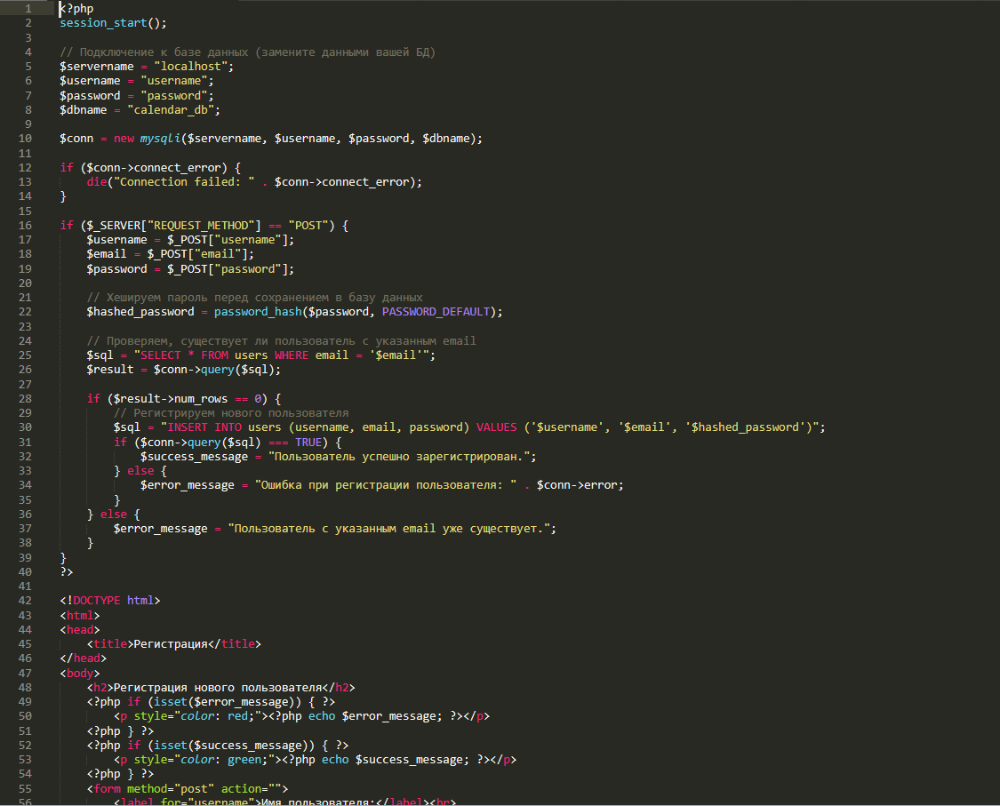 1 <?php
2 session_start();
3
4 // Подключение к базе данных (замените данными вашей БД)
5 $servername = "localhost";
6 $username = "username";
7 $password = "password";
8 $dbname = "calendar_db";
9
10 $conn = new mysqli($servername, $username, $password, $dbname);
11
12 if ($conn->connect_error) {
13     die("Connection failed: " . $conn->connect_error);
14 }
15
16 if ($_SERVER["REQUEST_METHOD"] == "POST") {
17     $username = $_POST["username"];
18     $email = $_POST["email"];
19     $password = $_POST["password"];
20
21     // Хешируем пароль перед сохранением в базу данных
22     $hashed_password = password_hash($password, PASSWORD_DEFAULT);
23
24     // Проверяем, существует ли пользователь с указанным email
25     $sql = "SELECT * FROM users WHERE email = '$email'";
26     $result = $conn->query($sql);
27
28     if ($result->num_rows == 0) {
29         // Регистрируем нового пользователя
30         $sql = "INSERT INTO users (username, email, password) VALUES ('$username', '$email', '$hashed_password')";
31         if ($conn->query($sql) === TRUE) {
32             $success_message = "Пользователь успешно зарегистрирован.";
33         } else {
34             $error_message = "Ошибка при регистрации пользователя: " . $conn->error;
35         }
36     } else {
37         $error_message = "Пользователь с указанным email уже существует.";
38     }
39 }
40 ?>
41
42 <!DOCTYPE html>
43 <html>
44 <head>
45     <title>Регистрация</title>
46 </head>
47 <body>
48     <h2>Регистрация нового пользователя</h2>
49     <?php if (isset($error_message)) { ?>
50         <p style="color: red;"><?php echo $error_message; ?></p>
51     <?php } ?>
52     <?php if (isset($success_message)) { ?>
53         <p style="color: green;"><?php echo $success_message; ?></p>
54     <?php } ?>
55     <form method="post" action="">
56         <label for="username">Имя пользователя:</label><br>